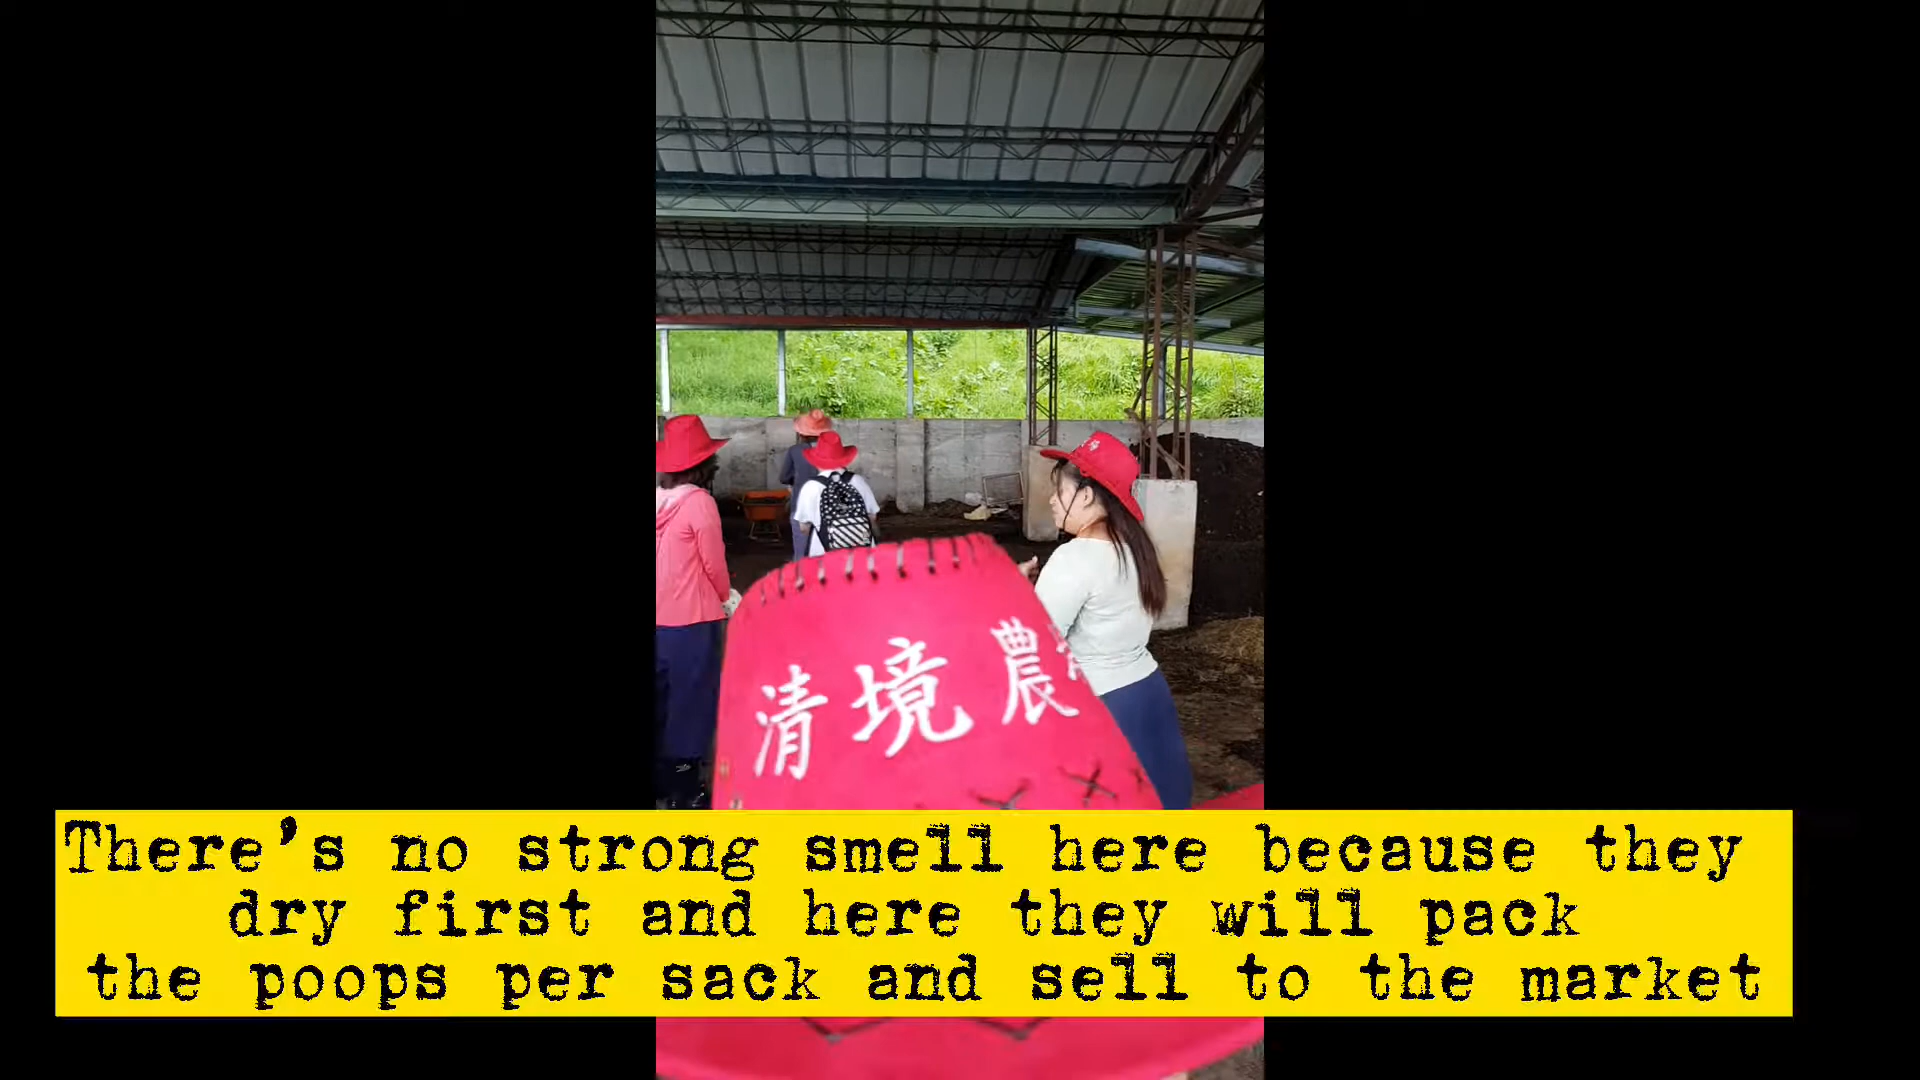 清境農
There's no strong smell here because they
dry first and here they will pack
the poops per sack and sell to the market